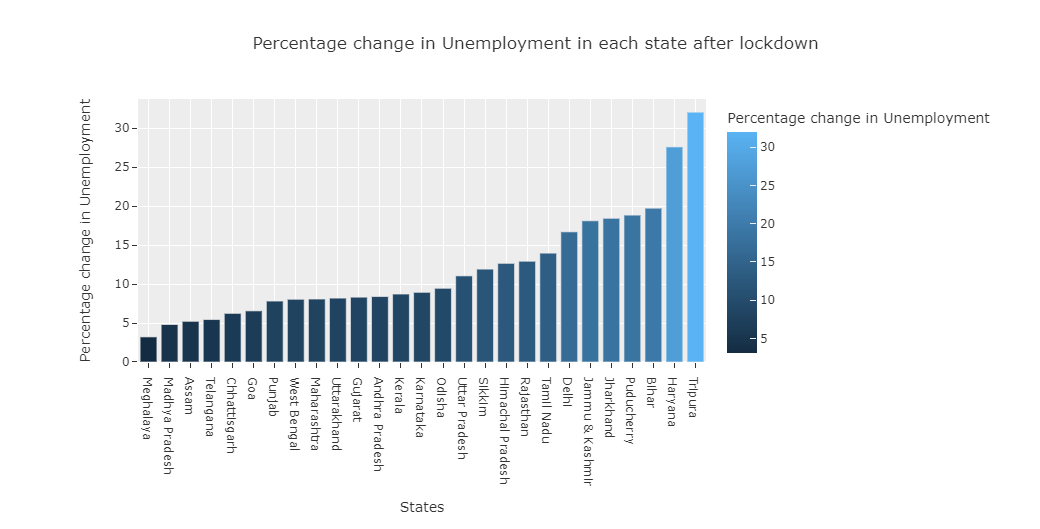 Percentage change in Unemployment in each state after lockdown
Percentage change in Unemployment
30
25
20
15
10
5
0
Meghalaya
Madhya Pradesh
Assam
Telangana
Chhattisgarh
Goa
Punjab
West Bengal
Maharashtra
Uttarakhand
Gujarat
Andhra Pradesh
Kerala
Karnataka
Odisha
Uttar Pradesh
Sikkim
Himachal Pradesh
Rajasthan
Tamil Nadu
Delhi
Jammu & Kashmir
Jharkhand
Puducherry
Bihar
Haryana
Tripura
States
Percentage change in Unemployment
30
25
20
15
10
5